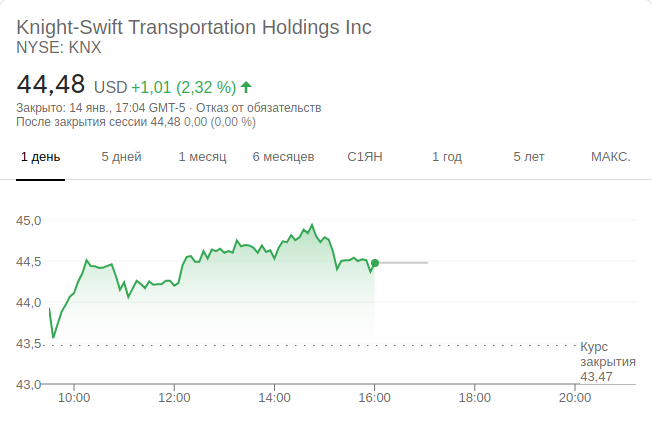 Knight-Swift Transportation Holdings Inc
NYSE: KNX
44,48 USD +1,01 (2,32 %)
Закрыто: 14 янв., 17:04 GMT-5 · Отказ от обязательств
После закрытия сессии 44,48 0,00 (0,00 %)
1 день 5 дней 1 месяц 6 месяцев С1ЯН 1 год 5 лет МАКС.
45,0
44,5
44,0
43,5
43,0
Курс
закрытия
43,47
10:00 12:00 14:00 16:00 18:00 20:00